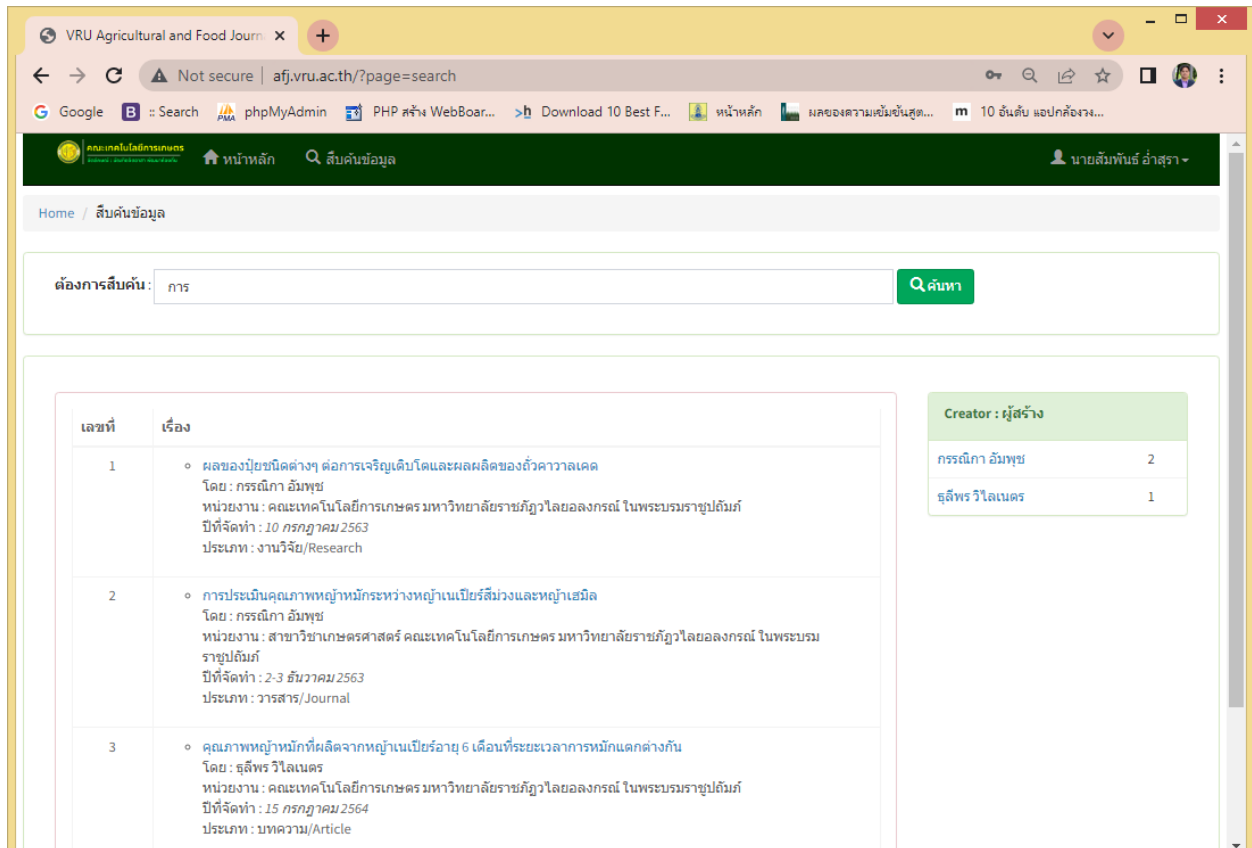 VRU Agricultural and Food Journ
Not secure | afj.vru.ac.th/?page=search
Google
:: Search
phpMyAdmin
PHP สร้าง WebBoar...
Download 10 Best F...
หน้าหลัก
ผลของความเข้มข้นสูต...
10 อันดับ แอปกล้องวง...
คณะเทคโนโลยีการเกษตร
หน้าหลัก
สืบค้นข้อมูล
นายสัมพันธ์ อ่ำสุรา
Home / สืบค้นข้อมูล
ต้องการสืบค้น : การ ค้นหา
เลขที่ เรื่อง
1 ผลของปุ๋ยชนิดต่างๆ ต่อการเจริญเติบโตและผลผลิตของถั่วคาวาลเคด
โดย : กรรณิกา อัมพุช
หน่วยงาน : คณะเทคโนโลยีการเกษตร มหาวิทยาลัยราชภัฏวไลยอลงกรณ์ ในพระบรมราชูปถัมภ์
ปีที่จัดทำ : 10 กรกฎาคม 2563
ประเภท : งานวิจัย/Research
2 การประเมินคุณภาพหญ้าหมักระหว่างหญ้าเนเปียร์สีม่วงและหญ้าเฮมิล
โดย : กรรณิกา อัมพุช
หน่วยงาน : สาขาวิชาเกษตรศาสตร์ คณะเทคโนโลยีการเกษตร มหาวิทยาลัยราชภัฏวไลยอลงกรณ์ ในพระบรม
ราชูปถัมภ์
ปีที่จัดทำ : 2-3 ธันวาคม 2563
ประเภท : วารสาร/Journal
3 คุณภาพหญ้าหมักที่ผลิตจากหญ้าเนเปียร์อายุ 6 เดือนที่ระยะเวลาการหมักแตกต่างกัน
โดย : ธุลีพร วิไลเนตร
หน่วยงาน : คณะเทคโนโลยีการเกษตร มหาวิทยาลัยราชภัฏวไลยอลงกรณ์ ในพระบรมราชูปถัมภ์
ปีที่จัดทำ : 15 กรกฎาคม 2564
ประเภท : บทความ/Article
Creator : ผู้สร้าง
กรรณิกา อัมพุช 2
ธุลีพร วิไลเนตร 1